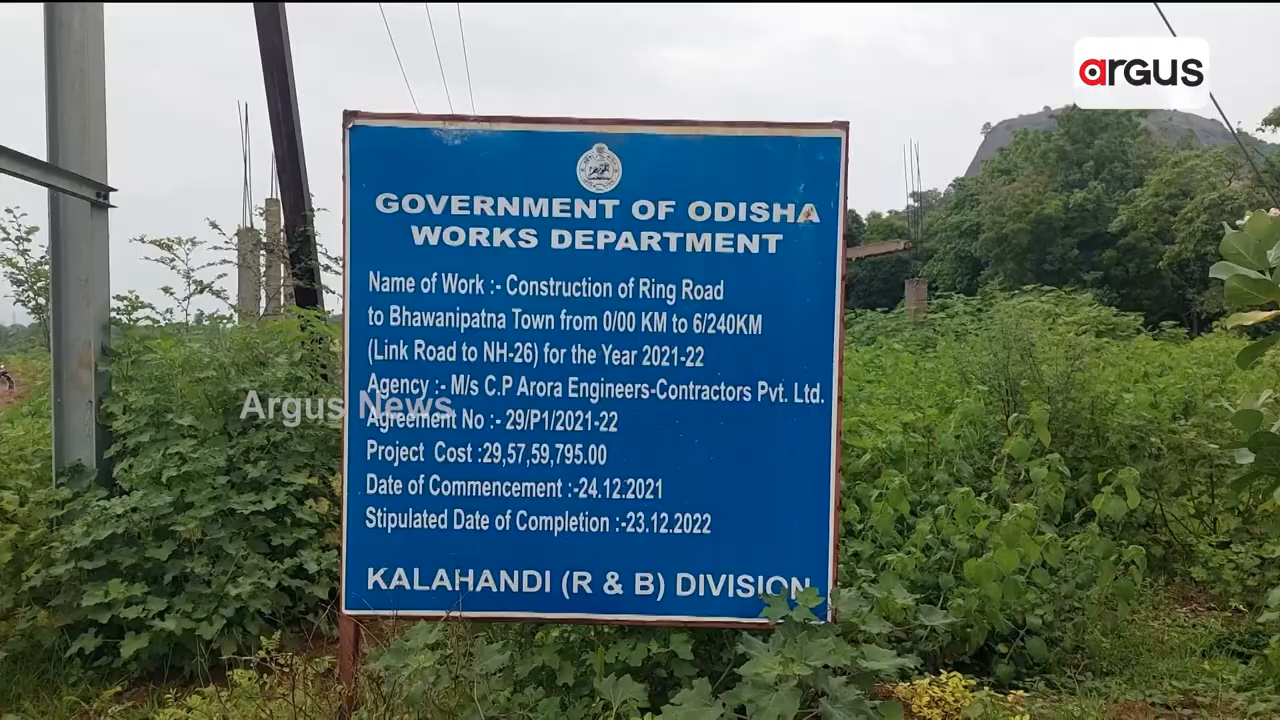 argus
GOVERNMENT OF ODISHA
WORKS DEPARTMENT
Name of Work :- Construction of Ring Road
to Bhawanipatna Town from 0/00 KM to 6/240KM
(Link Road to NH-26) for the Year 2021-22
Agency :- M/s C.P Arora Engineers-Contractors Pvt. Ltd.
Argus News
Agreement No :- 29/P1/2021-22
Project Cost :29,57,59,795.00
Date of Commencement :-24.12.2021
Stipulated Date of Completion :-23.12.2022
KALAHANDI (R & B) DIVISION